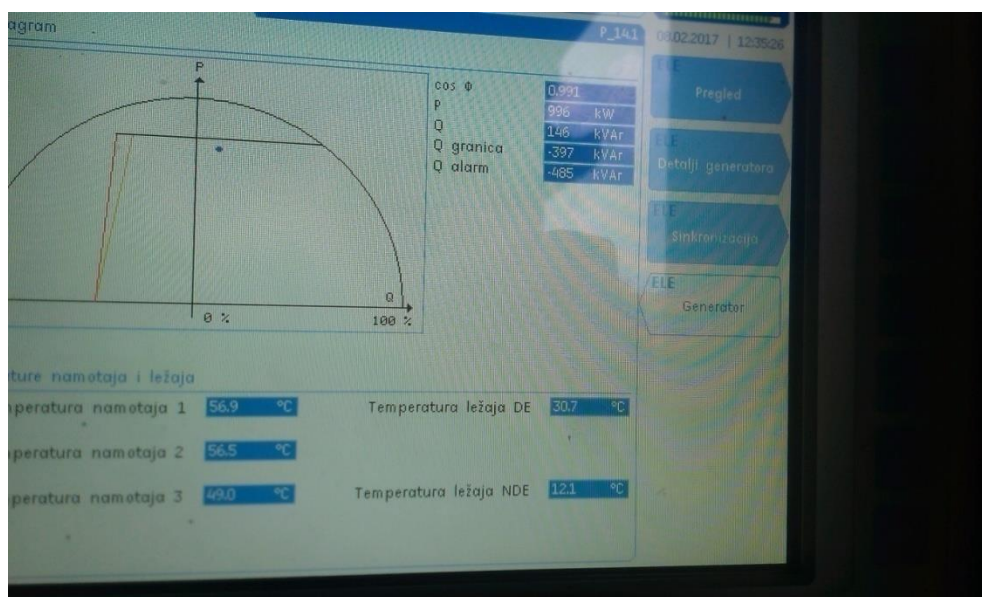 agram
P_14.1
08.02.2017 | 12:35:26
P
cos Φ 0.991
P 996 kW
Q 146 kVAr
Q granica -397 kVAr
Q alarm -485 kVAr
Q
0 %
100 %
ELE
Pregled
ELE
Detalji generatora
ELE
Sinkronizacija
ELE
Generator
ture namotaja i ležaja
peratura namotaja 1 56.9 °C
Temperatura ležaja DE 30.7 °C
peratura namotaja 2 56.5 °C
peratura namotaja 3 49.0 °C
Temperatura ležaja NDE 12.1 °C